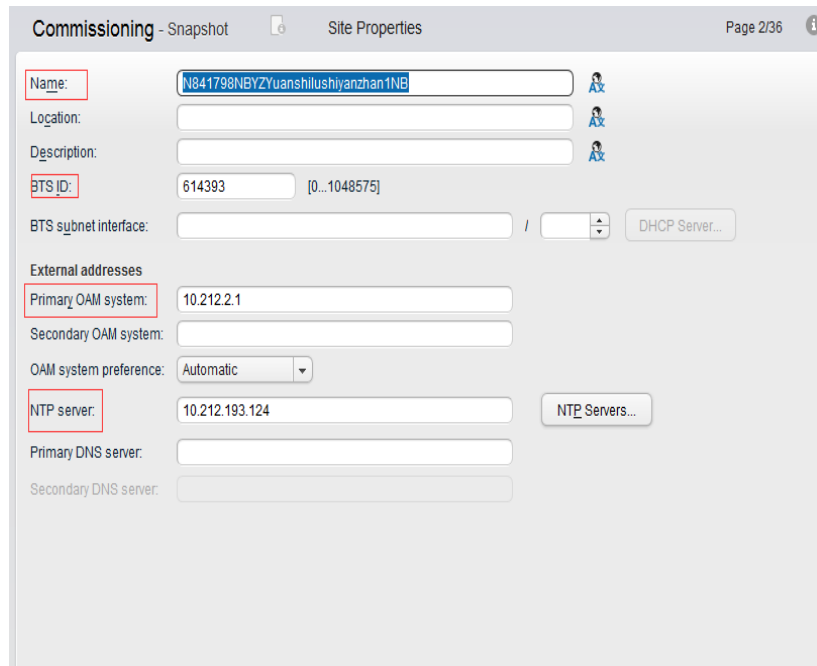 Commissioning - Snapshot Site Properties Page 2/36
Name: N841798NBYZYuanshilushiyanzhan1NB
Location:
Description:
BTS ID: 614393 [0...1048575]
BTS subnet interface: / DHCP Server...
External addresses
Primary OAM system: 10.212.2.1
Secondary OAM system:
OAM system preference: Automatic
NTP server: 10.212.193.124 NTP Servers...
Primary DNS server:
Secondary DNS server: